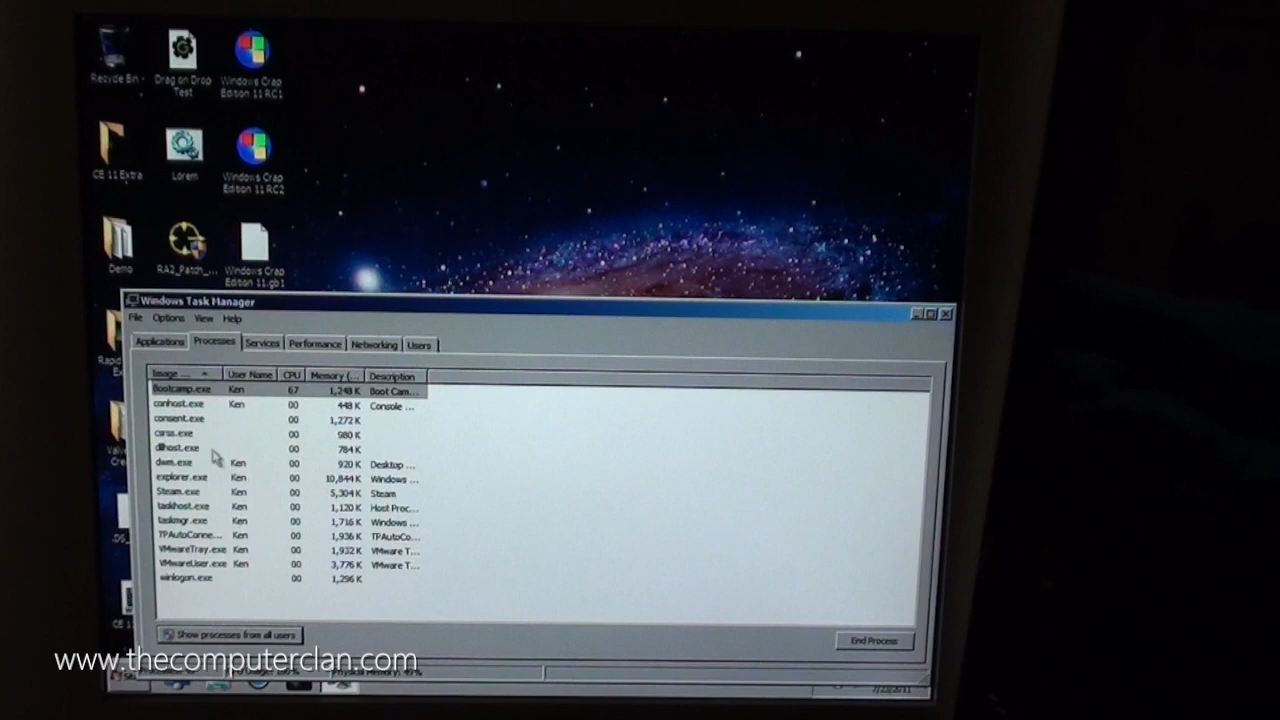 Recycle Bin
Drag on Drop
Test
Windows Crap
Edition 11 RC1
CE 11 Extra
Lorem
Windows Crap
Edition 11 RC2
Demo
RA2_Patch_...
Windows Crap
Edition 11.gb1
Windows Task Manager
File Options View Help
Applications Processes Services Performance Networking Users
Image ... User Name CPU Memory (... Description
Bootcamp.exe Ken 67 1,248 K Boot Cam...
conhost.exe Ken 00 448 K Console ...
consent.exe 00 1,272 K
csrss.exe 00 980 K
dllhost.exe 00 784 K
dwm.exe Ken 00 920 K Desktop ...
explorer.exe Ken 00 10,844 K Windows ...
Steam.exe Ken 00 5,304 K Steam
taskhost.exe Ken 00 1,120 K Host Proc...
taskmgr.exe Ken 00 1,716 K Windows ...
TPAutoConne... Ken 00 1,936 K TPAutoCo...
VMwareTray.exe Ken 00 1,932 K VMware T...
VMwareUser.exe Ken 00 3,776 K VMware T...
winlogon.exe 00 1,296 K
Show processes from all users
End Process
www.thecomputerclan.com
Physical Memory: